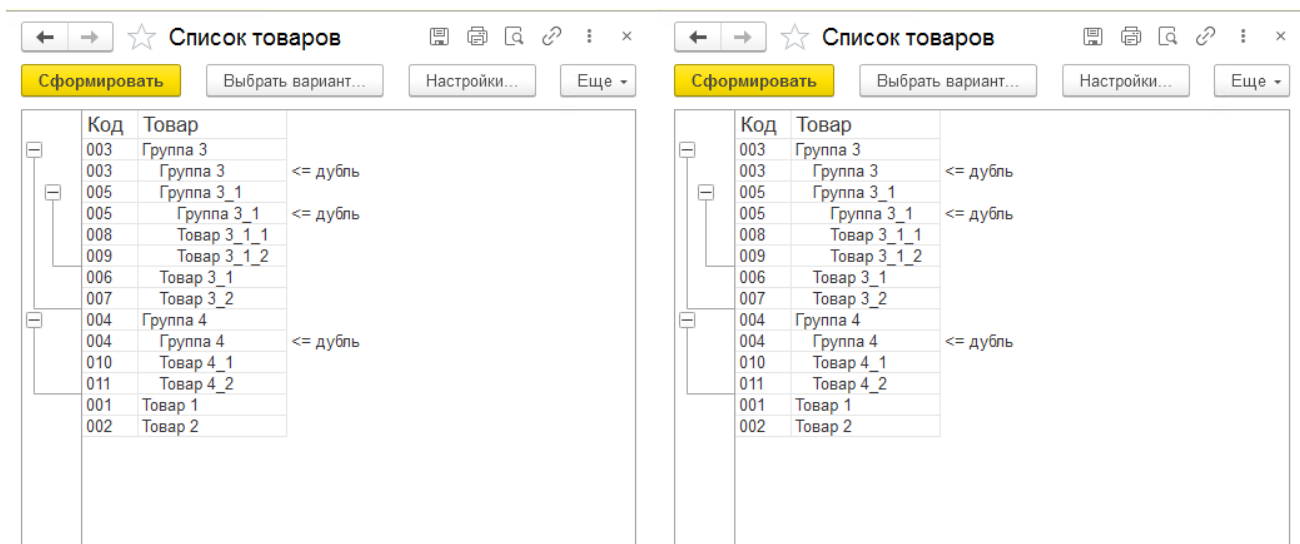 Список товаров
Сформировать Выбрать вариант... Настройки... Еще
Код Товар
003 Группа 3
003 Группа 3 <= дубль
005 Группа 3_1
005 Группа 3_1 <= дубль
008 Товар 3_1_1
009 Товар 3_1_2
006 Товар 3_1
007 Товар 3_2
004 Группа 4
004 Группа 4 <= дубль
010 Товар 4_1
011 Товар 4_2
001 Товар 1
002 Товар 2
Список товаров
Сформировать Выбрать вариант... Настройки... Еще
Код Товар
003 Группа 3
003 Группа 3 <= дубль
005 Группа 3_1
005 Группа 3_1 <= дубль
008 Товар 3_1_1
009 Товар 3_1_2
006 Товар 3_1
007 Товар 3_2
004 Группа 4
004 Группа 4 <= дубль
010 Товар 4_1
011 Товар 4_2
001 Товар 1
002 Товар 2